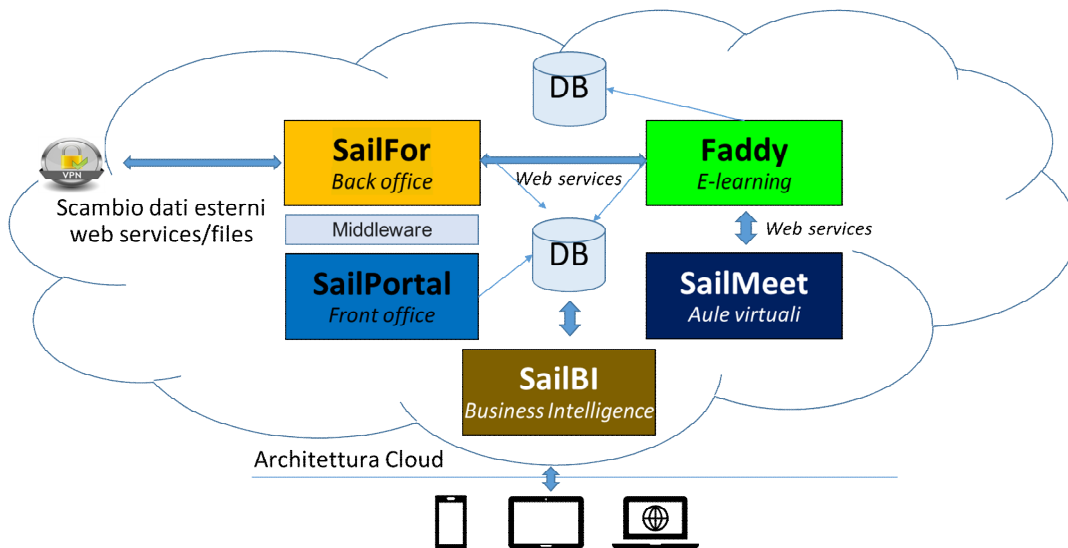 DB
SailFor
Back office
Faddy
E-learning
Web services
VPN
Scambio dati esterni
web services/files
Middleware
DB
Web services
SailPortal
Front office
SailMeet
Aule virtuali
SailBI
Business Intelligence
Architettura Cloud